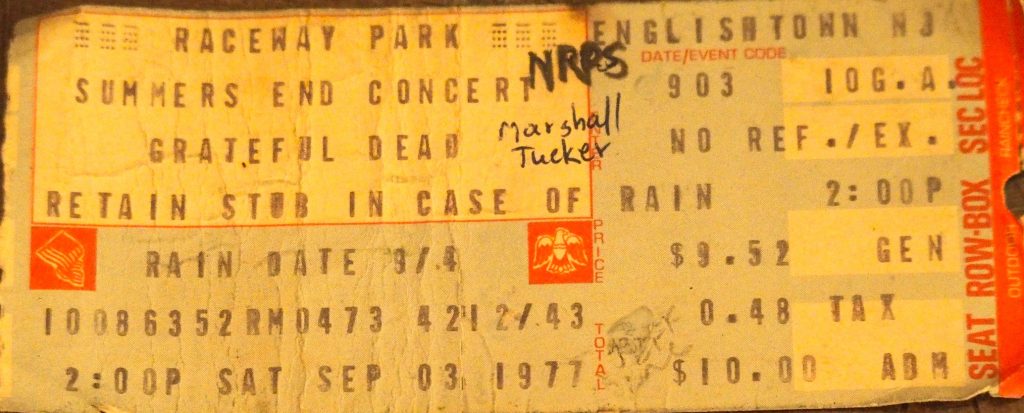 RACEWAY PARK ENGLISHTOWN NJ
DATE/EVENT CODE
NRPS
SUMMERS END CONCERT 903 10G.A.
Marshall
Tucker
GRATEFUL DEAD NO REF./EX.
RETAIN STUB IN CASE OF RAIN 2:00P
PRICE
RAIN DATE 9/4 $9.52 GEN
10086352RM0473 4212/43 0.48 TAX
TOTAL
2:00P SAT SEP 03, 1977 $10.00 ADM
SEAT ROW-BOX SEC LOC